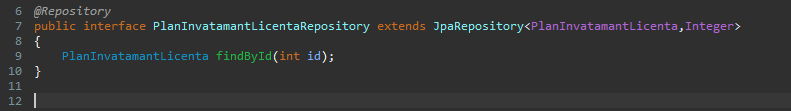 6 @Repository
7 public interface PlanInvatamantLicentaRepository extends JpaRepository<PlanInvatamantLicenta,Integer>
8 {
9     PlanInvatamantLicenta findById(int id);
10 }
11
12